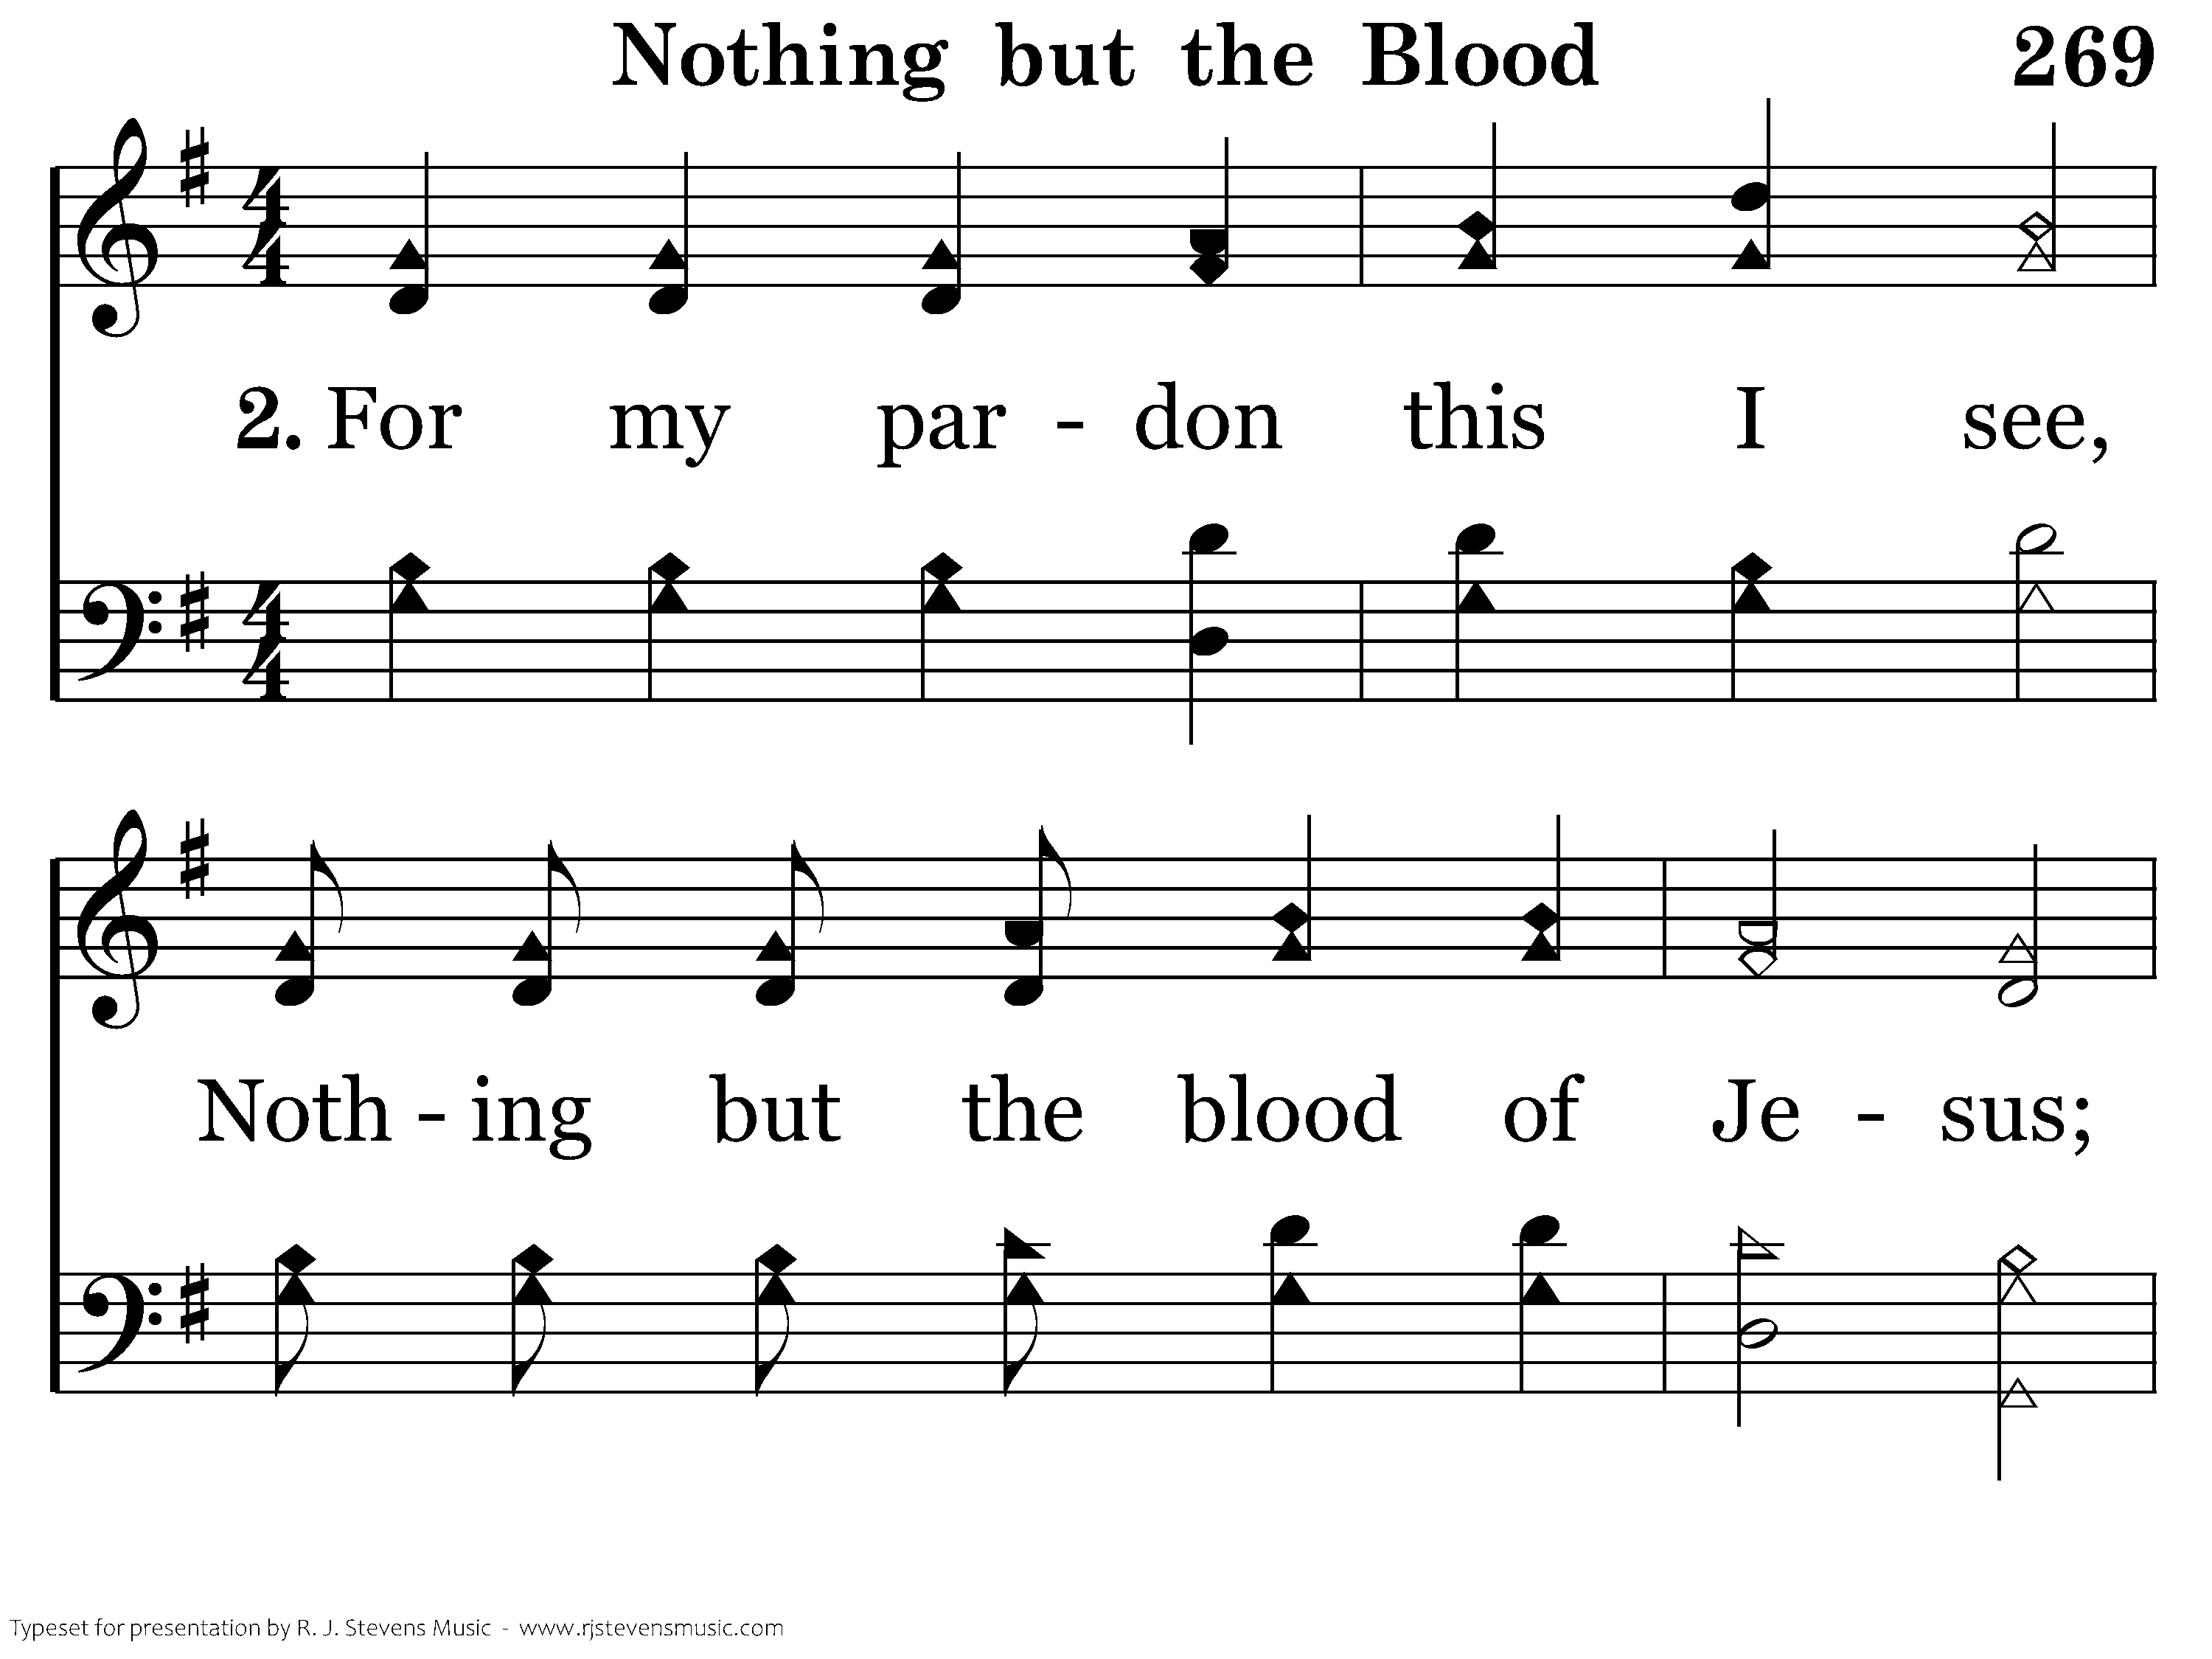 Nothing but the Blood 269
2. For my par - don this I see,
Noth - ing but the blood of Je - sus;
Typeset for presentation by R. J. Stevens Music - www.rjstevensmusic.com